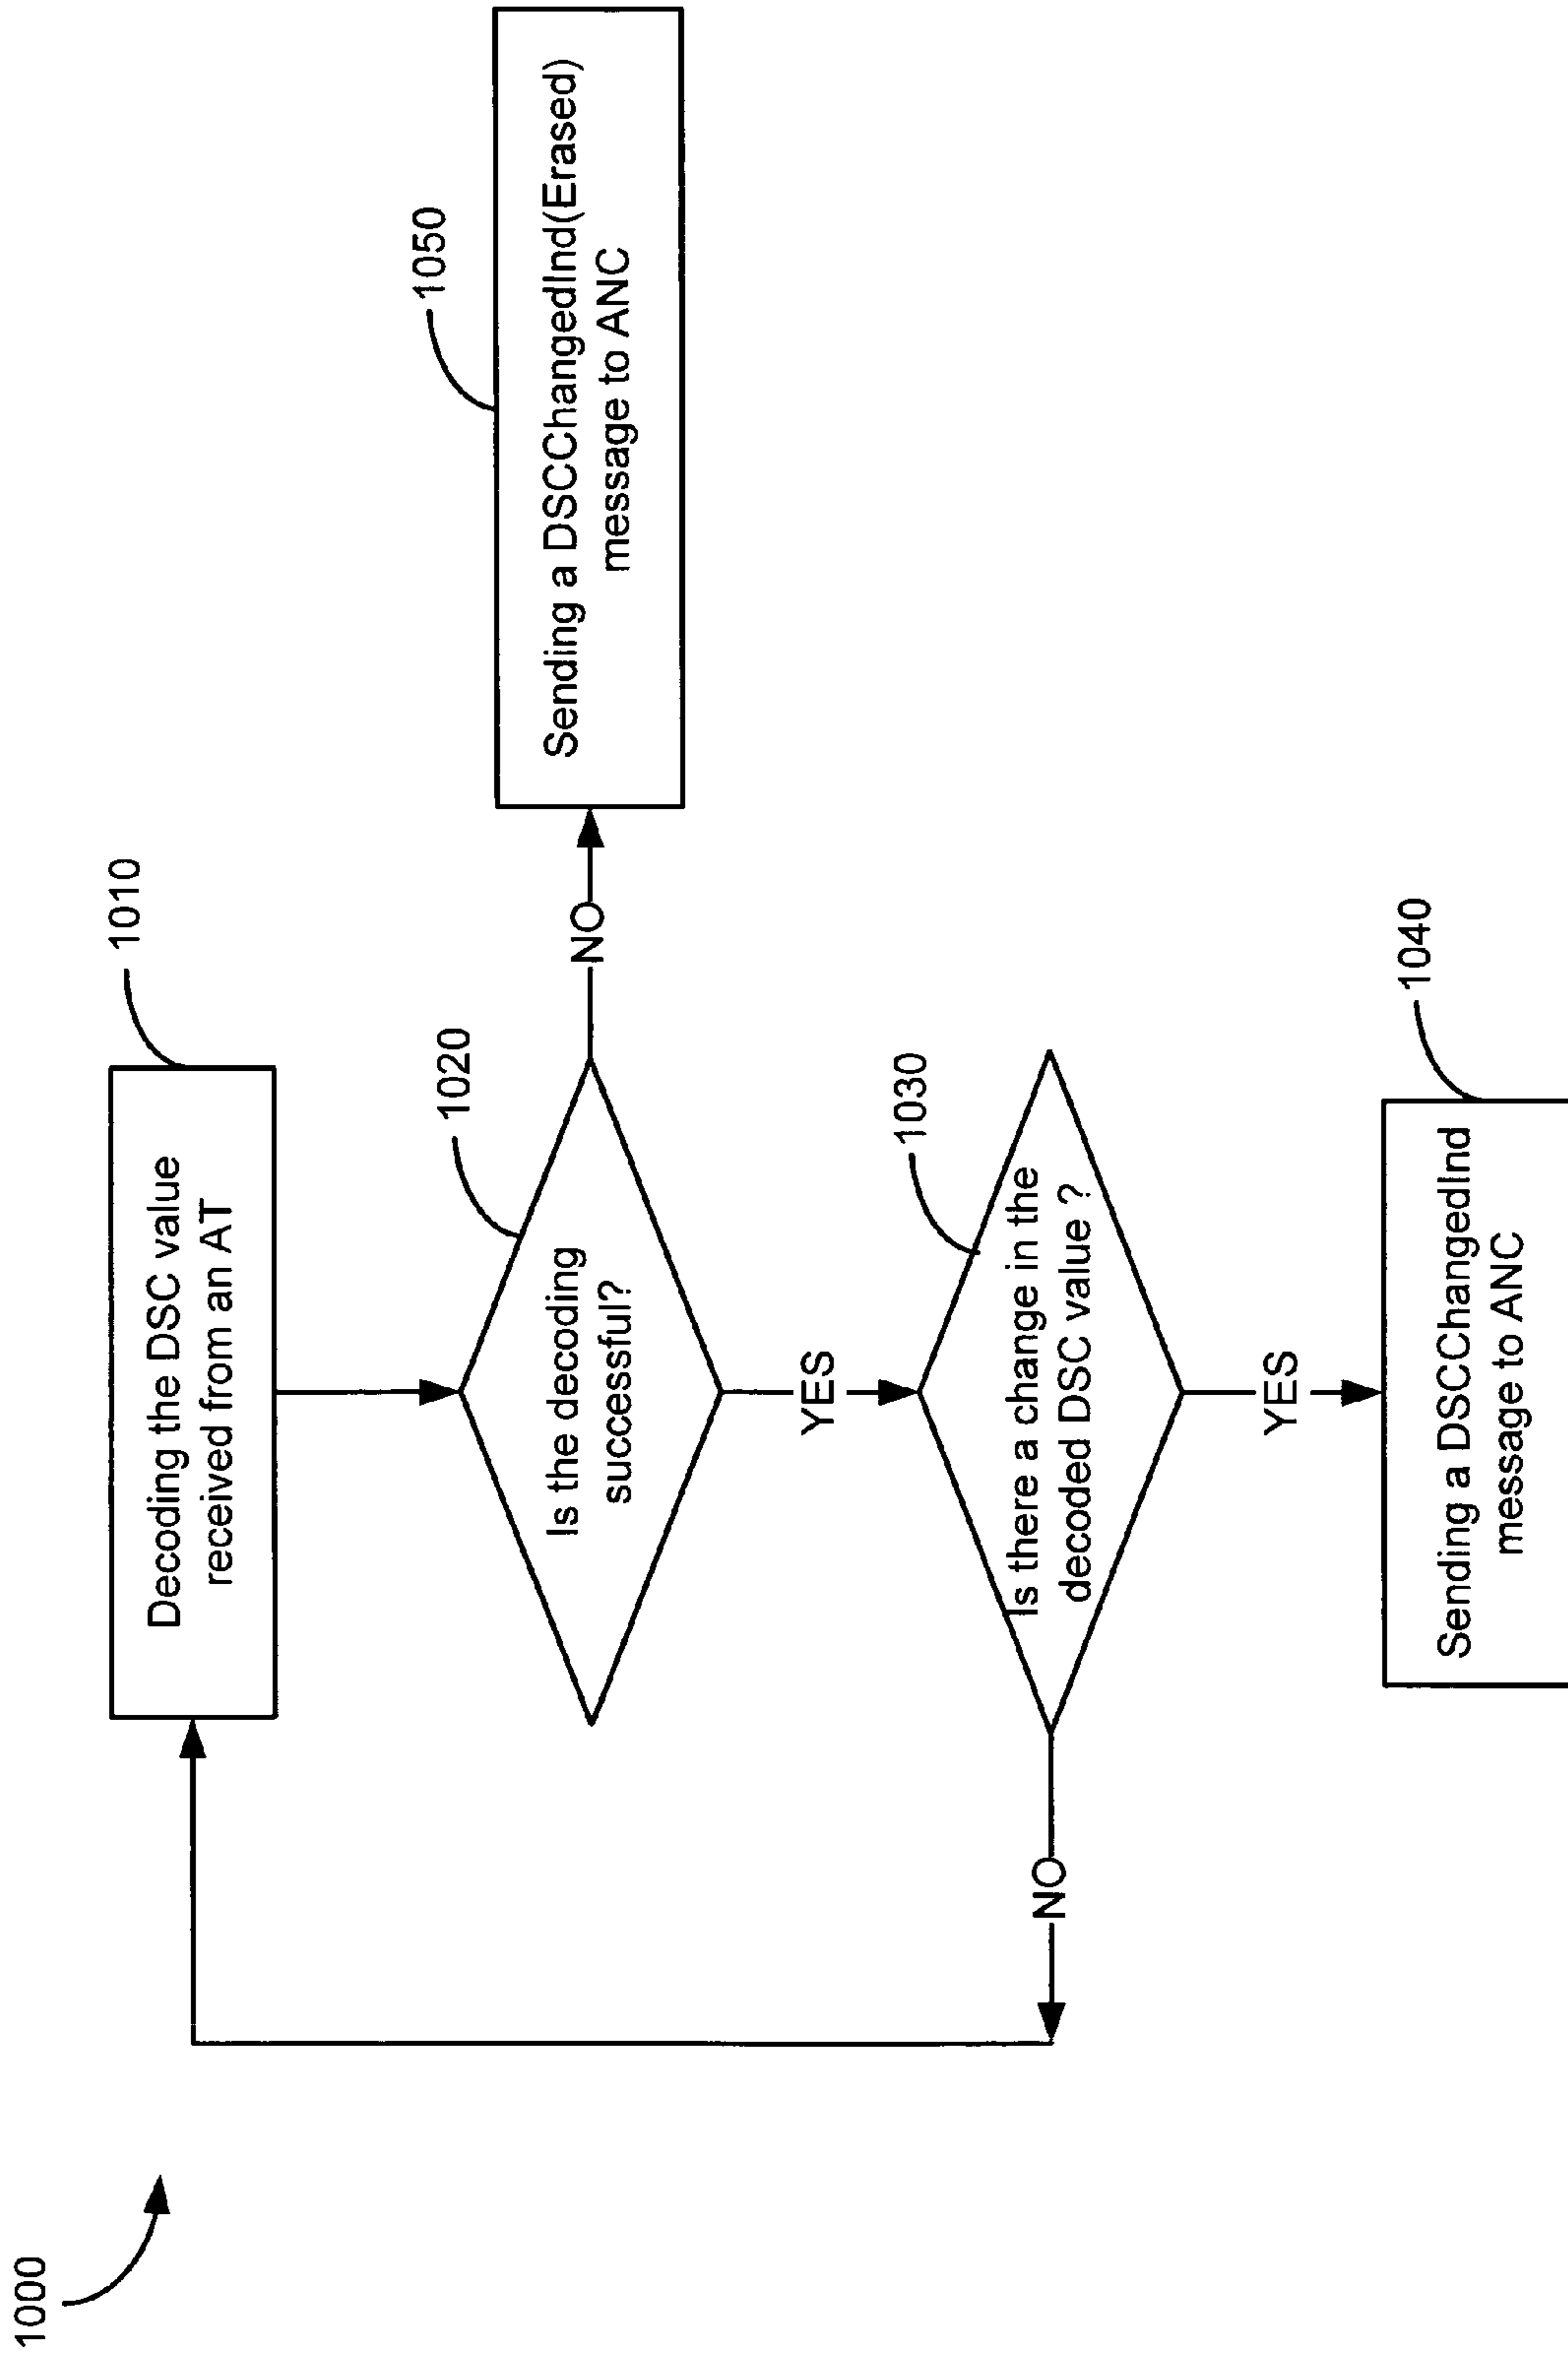 1000
1010
Decoding the DSC value
received from an AT
1020
Is the decoding
successful?
NO
1050
Sending a DSCChangedInd(Erased)
message to ANC
YES
1030
Is there a change in the
decoded DSC value ?
NO
YES
1040
Sending a DSCChangedInd
message to ANC